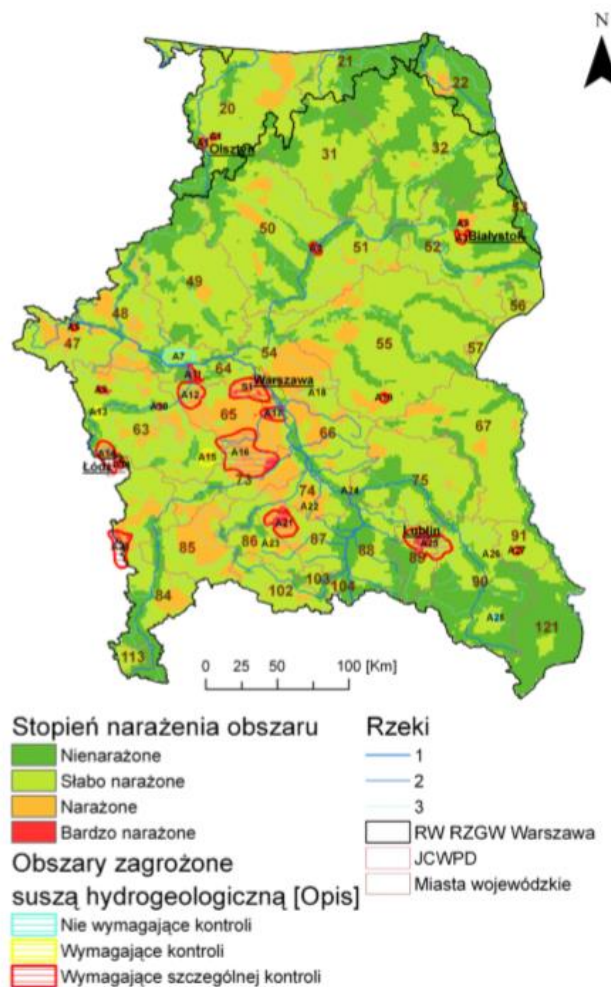 N
21
22
20
Olsztyn
32
31
53
50
51
52
Białystok
49
48
47
56
57
55
54
A7
64
Warszawa
S1
A18
A12
A17
65
66
67
A13
63
A15
A16
Łódź
73
74
A22
A24
75
A21
86
A23
87
85
88
Lublin
A25
89
A26
91
90
84
102
103
104
A28
121
113
0 25 50 100 [Km]
Stopień narażenia obszaru
Nienarażone
Słabo narażone
Narażone
Bardzo narażone
Obszary zagrożone
suszą hydrogeologiczną [Opis]
Nie wymagające kontroli
Wymagające kontroli
Wymagające szczególnej kontroli
Rzeki
1
2
3
RW RZGW Warszawa
JCWPD
Miasta wojewódzkie